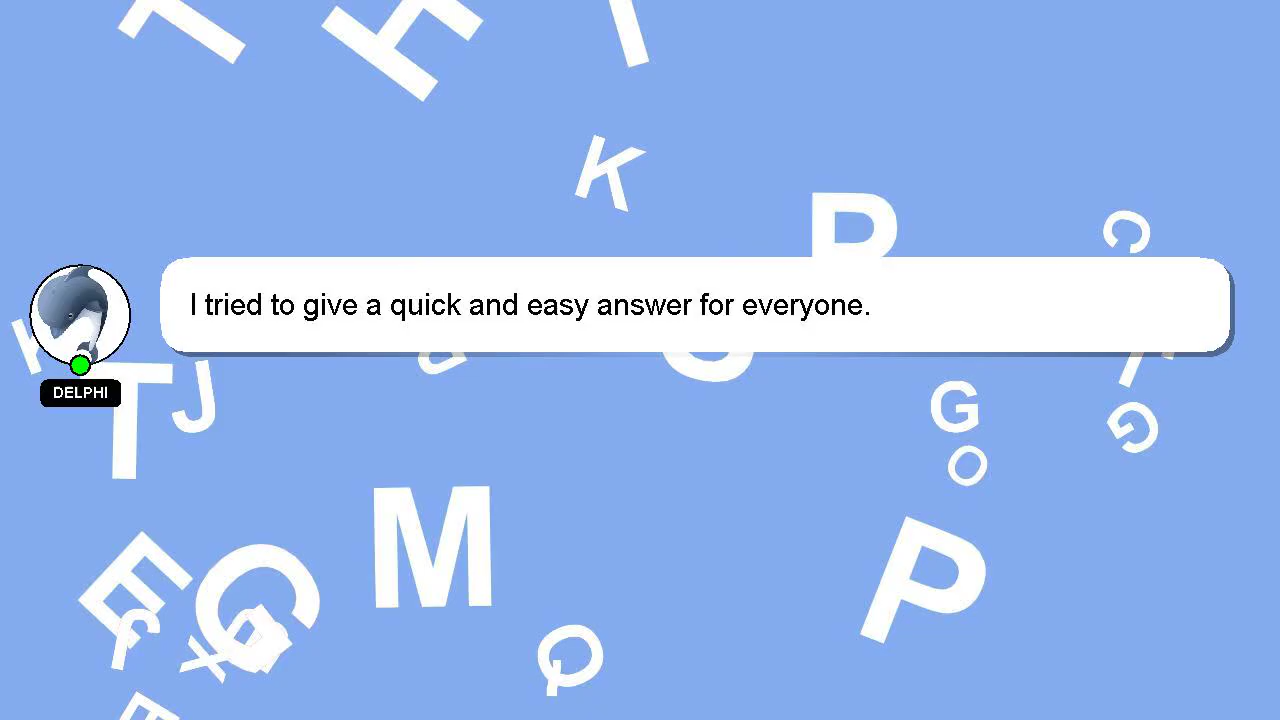 I tried to give a quick and easy answer for everyone.
DELPHI
K
P
C
T
J
G
G
O
M
E
G
P
J
X
Q
H